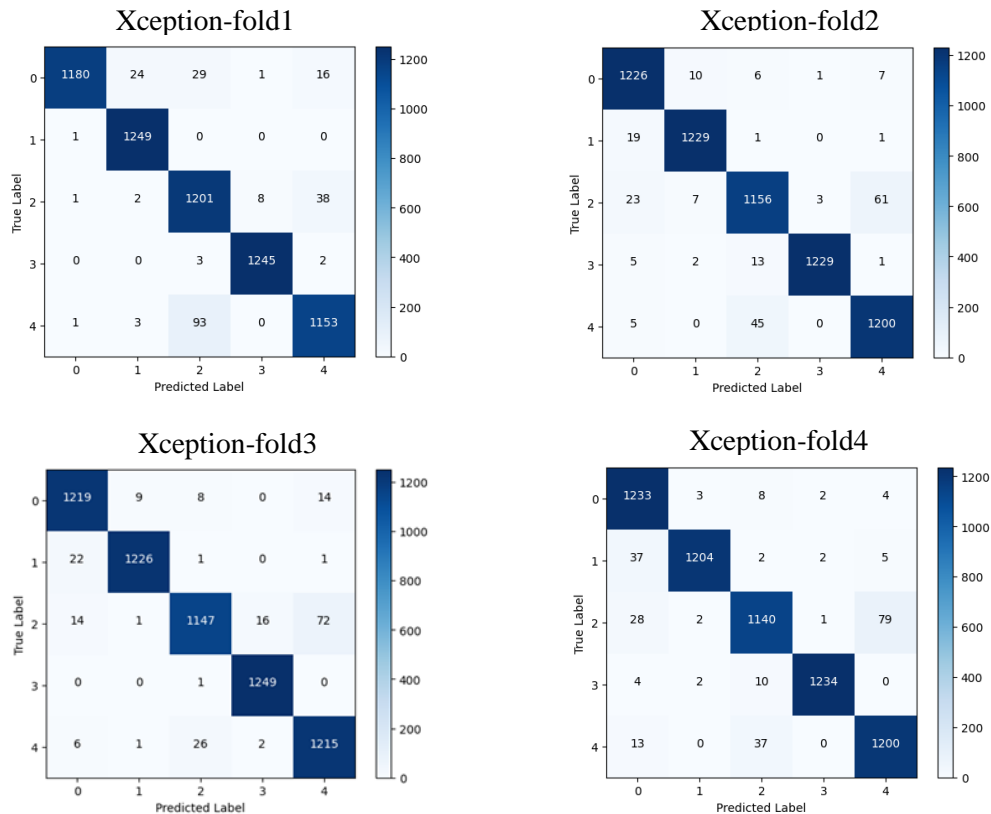 Xception-fold1
0 1180 24 29 1 16
1 1 1249 0 0 0
2 1 2 1201 8 38
3 0 0 3 1245 2
4 1 3 93 0 1153
0 1 2 3 4
Predicted Label
True Label
1200
1000
800
600
400
200
0
Xception-fold2
0 1226 10 6 1 7
1 19 1229 1 0 1
2 23 7 1156 3 61
3 5 2 13 1229 1
4 5 0 45 0 1200
0 1 2 3 4
Predicted Label
True Label
1200
1000
800
600
400
200
0
Xception-fold3
0 1219 9 8 0 14
1 22 1226 1 0 1
2 14 1 1147 16 72
3 0 0 1 1249 0
4 6 1 26 2 1215
0 1 2 3 4
Predicted Label
True Label
1200
1000
800
600
400
200
0
Xception-fold4
0 1233 3 8 2 4
1 37 1204 2 2 5
2 28 2 1140 1 79
3 4 2 10 1234 0
4 13 0 37 0 1200
0 1 2 3 4
Predicted Label
True Label
1200
1000
800
600
400
200
0